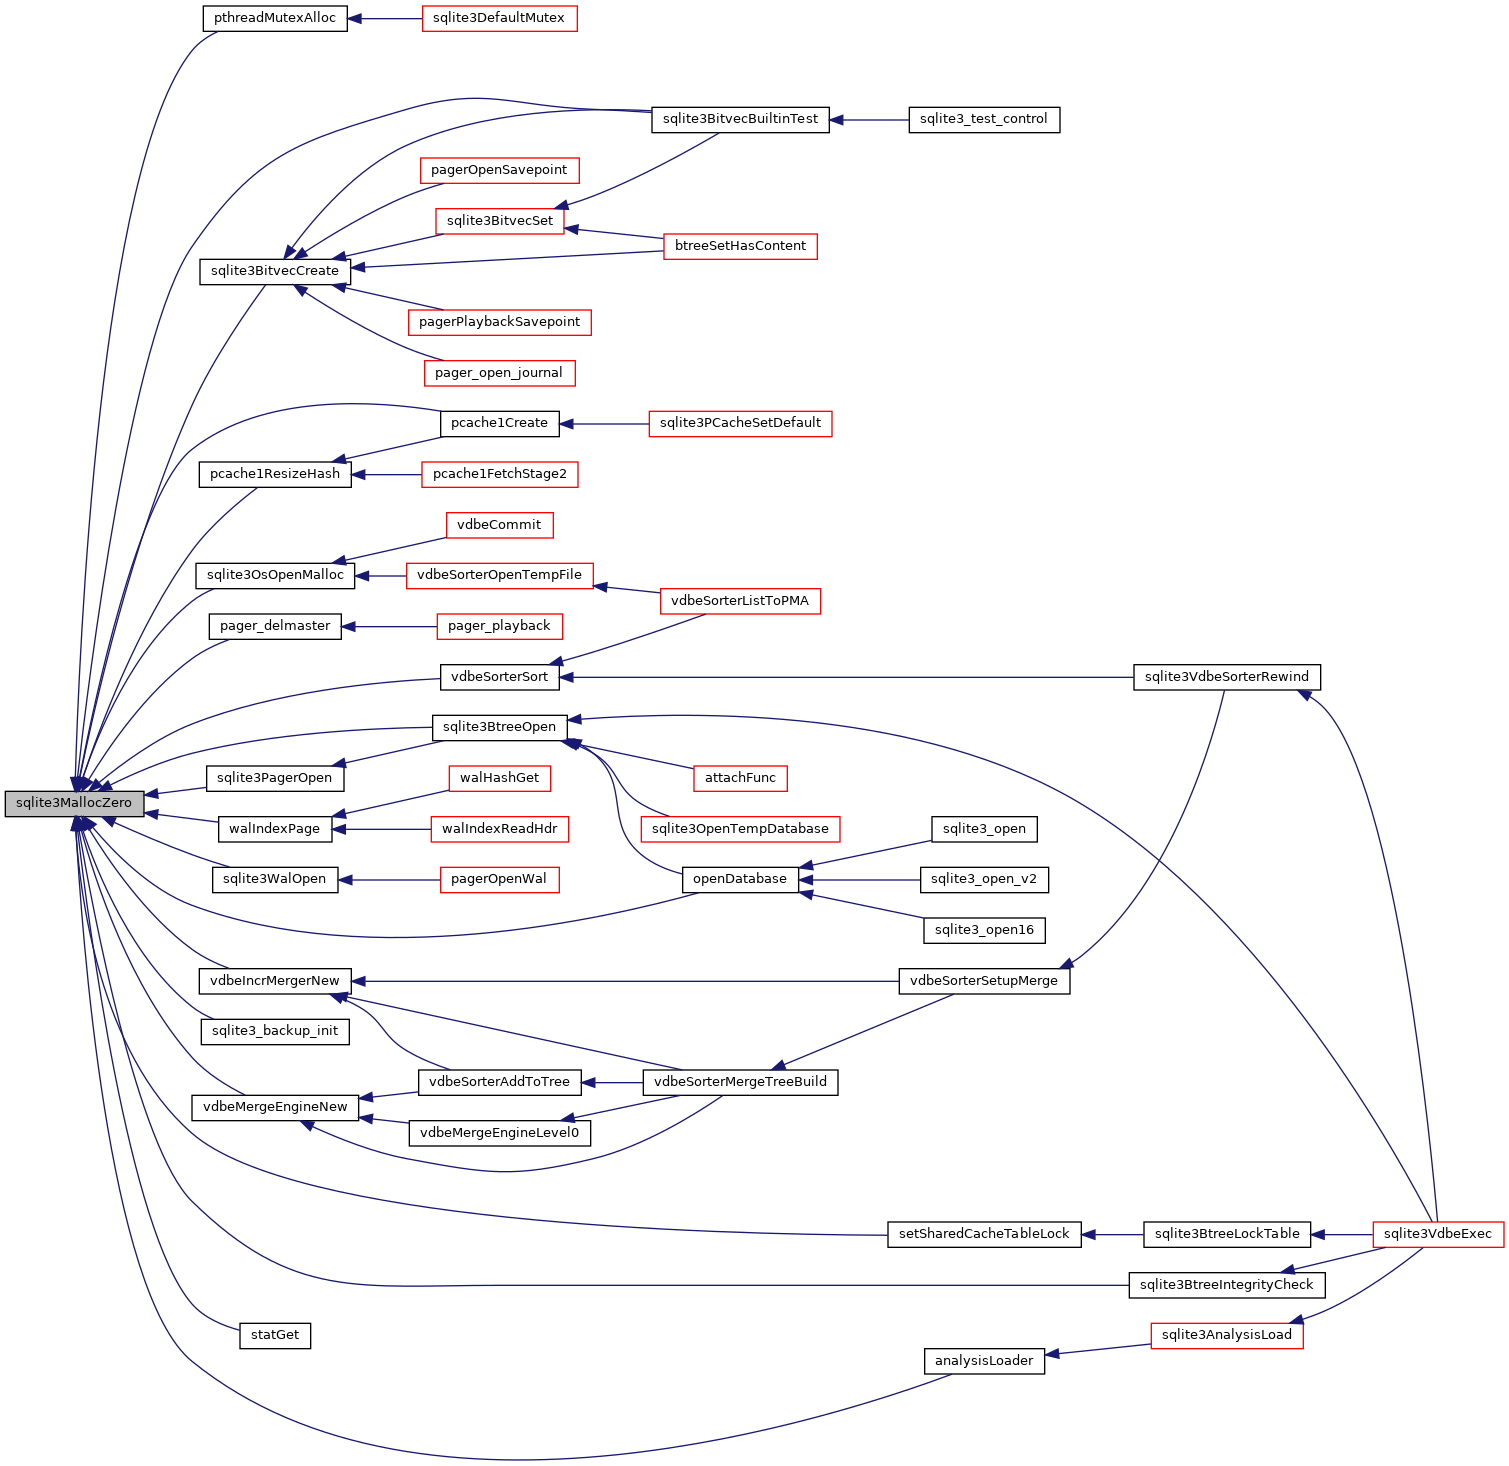 pthreadMutexAlloc
sqlite3DefaultMutex
sqlite3BitvecBuiltinTest
sqlite3_test_control
pagerOpenSavepoint
sqlite3BitvecSet
btreeSetHasContent
sqlite3BitvecCreate
pagerPlaybackSavepoint
pager_open_journal
pcache1Create
sqlite3PCacheSetDefault
pcache1ResizeHash
pcache1FetchStage2
vdbeCommit
sqlite3OsOpenMalloc
vdbeSorterOpenTempFile
vdbeSorterListToPMA
pager_delmaster
pager_playback
vdbeSorterSort
sqlite3VdbeSorterRewind
sqlite3BtreeOpen
sqlite3PagerOpen
walHashGet
attachFunc
sqlite3MallocZero
walIndexPage
walIndexReadHdr
sqlite3OpenTempDatabase
sqlite3_open
sqlite3WalOpen
pagerOpenWal
openDatabase
sqlite3_open_v2
sqlite3_open16
vdbeIncrMergerNew
vdbeSorterSetupMerge
sqlite3_backup_init
vdbeSorterAddToTree
vdbeSorterMergeTreeBuild
vdbeMergeEngineNew
vdbeMergeEngineLevel0
setSharedCacheTableLock
sqlite3BtreeLockTable
sqlite3VdbeExec
sqlite3BtreeIntegrityCheck
statGet
sqlite3AnalysisLoad
analysisLoader